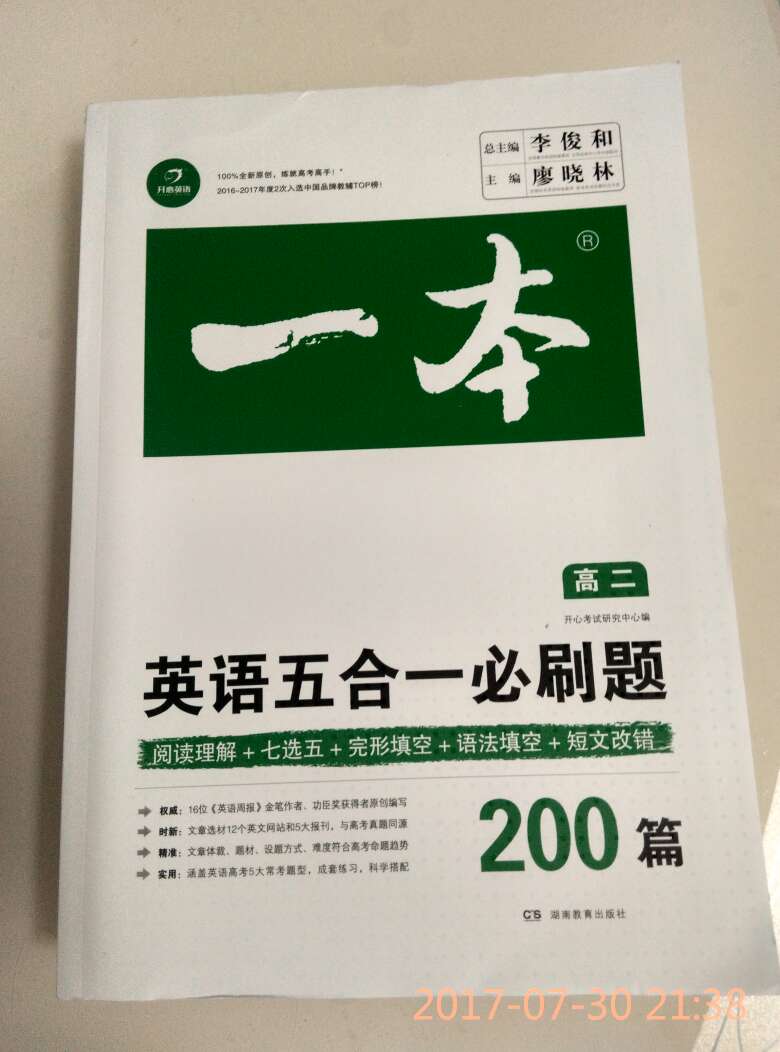 总主编 李俊和
主编 廖晓林
开心英语
100%全新原创，炼就高考高手！"
2016~2017年度2次入选中国品牌教辅TOP榜！
一本®
高二
开心考试研究中心编
英语五合一必刷题
阅读理解+七选五+完形填空+语法填空+短文改错
权威：16位《英语周报》金笔作者、功臣奖获得者原创编写
时新：文章选材12个英文网站和5大报刊，与高考真题同源
精准：文章体裁、题材、设题方式、难度符合高考命题趋势
实用：涵盖英语高考5大常考题型，成套练习，科学搭配
200篇
CS 湖南教育出版社
2017-07-30 21:38